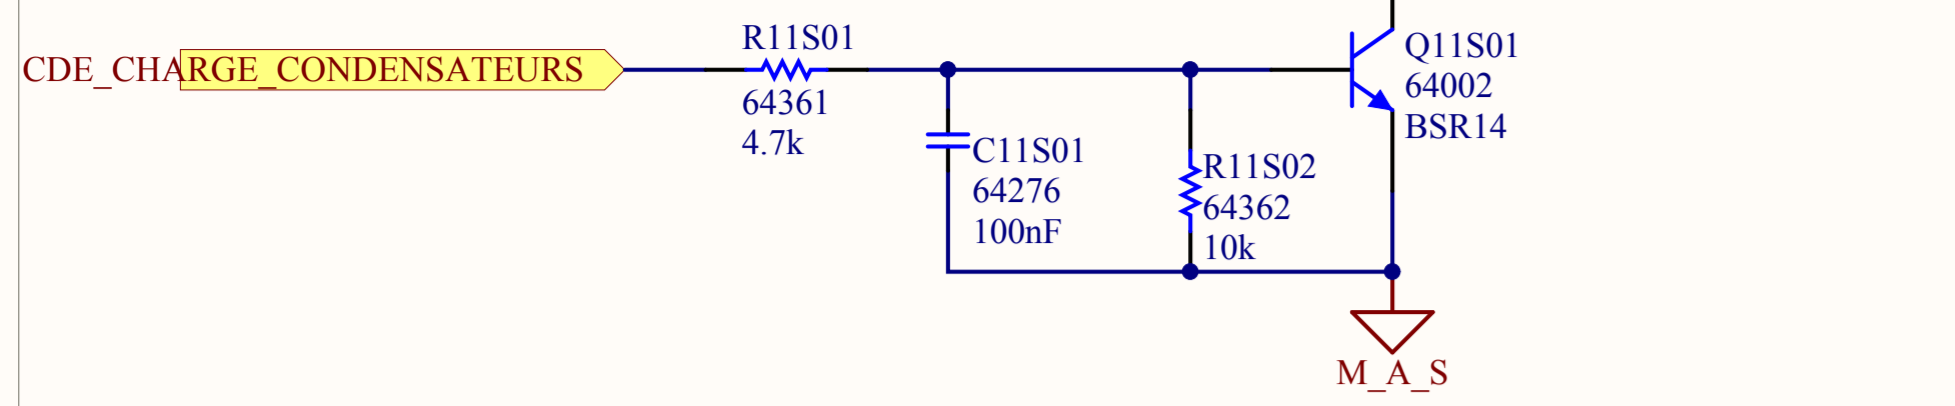 CDE_CHARGE_CONDENSATEURS
R11S01
64361
4.7k
C11S01
64276
100nF
R11S02
64362
10k
Q11S01
64002
BSR14
M_A_S